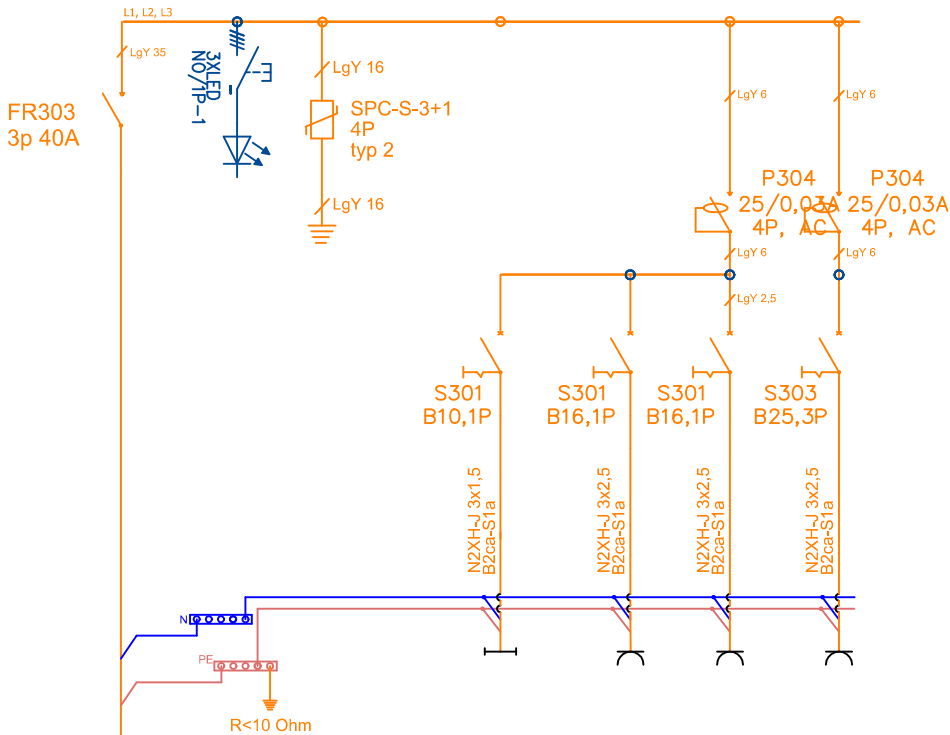 L1, L2, L3
LgY 35
FR303
3p 40A
3XLED
NO/1P-1
LgY 16
SPC-S-3+1
4P
typ 2
LgY 16
LgY 6
LgY 6
P304
25/0,03A
4P, AC
P304
25/0,03A
4P, AC
LgY 6
LgY 6
LgY 2,5
S301
B10,1P
S301
B16,1P
S301
B16,1P
S303
B25,3P
N2XH-J 3x1,5
B2ca-S1a
N2XH-J 3x2,5
B2ca-S1a
N2XH-J 3x2,5
B2ca-S1a
N2XH-J 3x2,5
B2ca-S1a
N
PE
R<10 Ohm